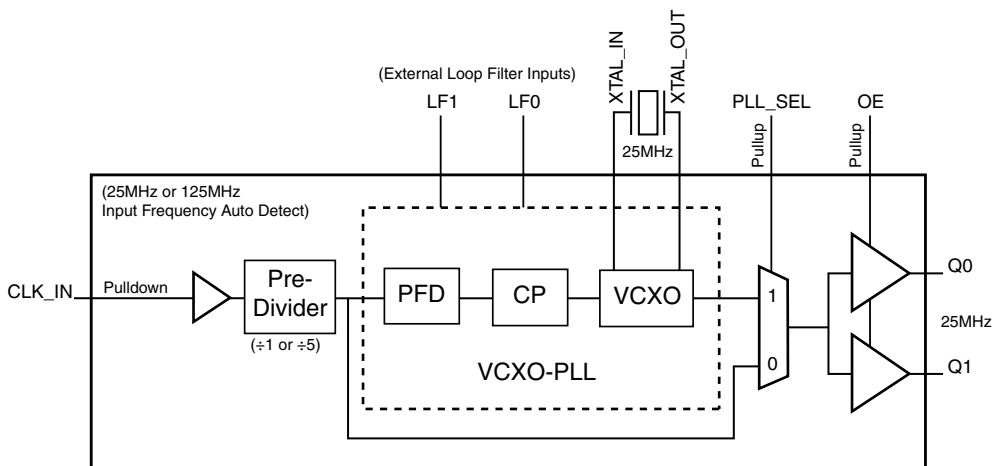 XTAL_IN
XTAL_OUT
(External Loop Filter Inputs)
LF1
LF0
25MHz
PLL_SEL
OE
Pullup
Pullup
(25MHz or 125MHz
Input Frequency Auto Detect)
CLK_IN
Pulldown
Pre-
Divider
(÷1 or ÷5)
PFD
CP
VCXO
VCXO-PLL
1
0
Q0
25MHz
Q1